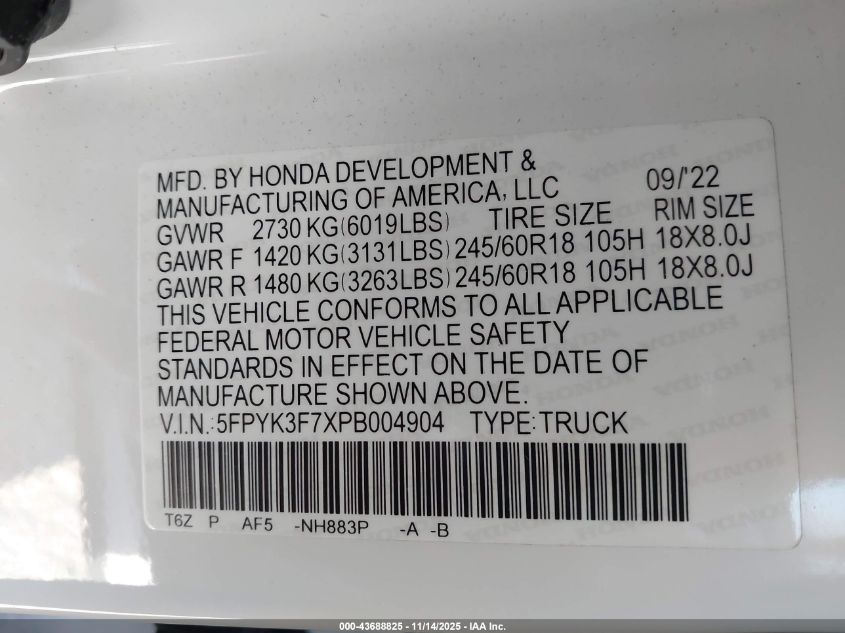 MFD. BY HONDA DEVELOPMENT &
MANUFACTURING OF AMERICA, LLC 09/'22
GVWR 2730 KG(6019LBS) TIRE SIZE RIM SIZE
GAWR F 1420 KG(3131LBS) 245/60R18 105H 18X8.0J
GAWR R 1480 KG(3263LBS) 245/60R18 105H 18X8.0J
THIS VEHICLE CONFORMS TO ALL APPLICABLE
FEDERAL MOTOR VEHICLE SAFETY
STANDARDS IN EFFECT ON THE DATE OF
MANUFACTURE SHOWN ABOVE.
V.I.N.:5FPYK3F7XPB004904 TYPE:TRUCK
T6Z P AF5 -NH883P -A -B
000-43688825 - 11/14/2025 - IAA Inc.